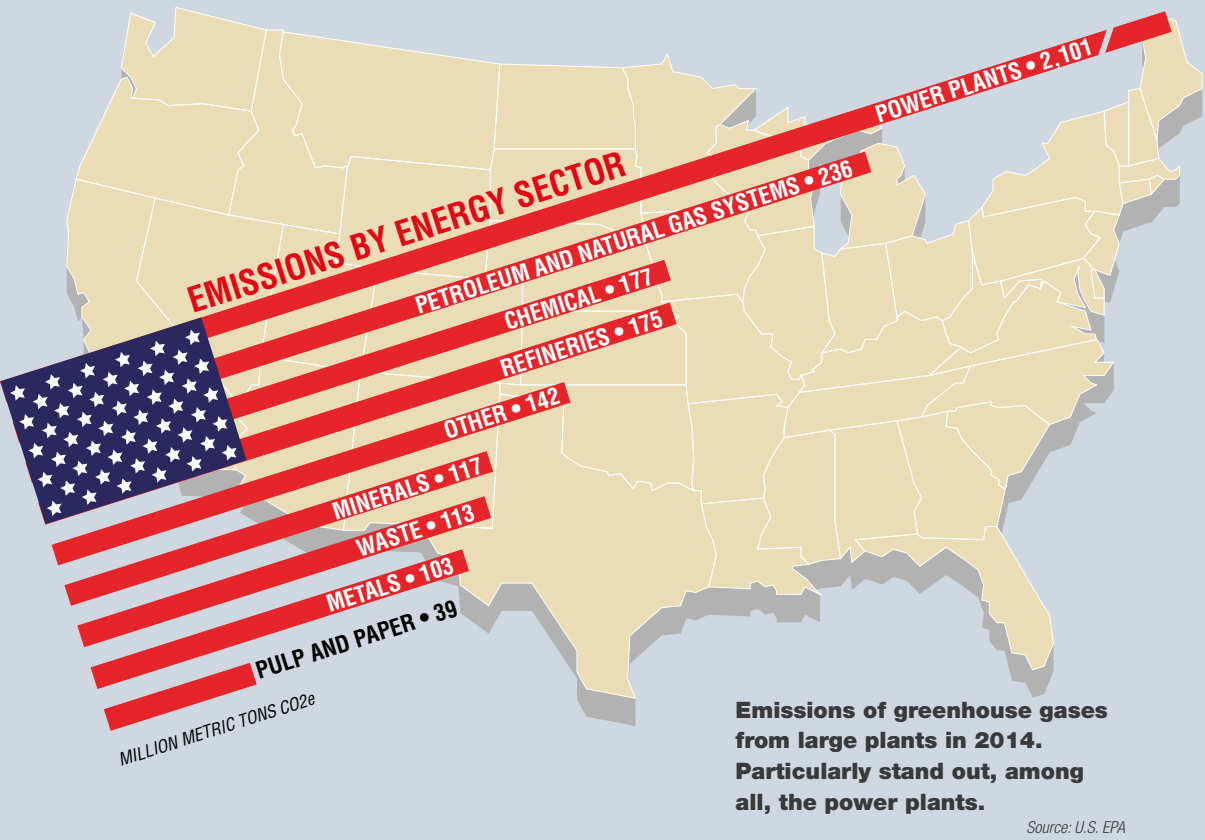 EMISSIONS BY ENERGY SECTOR
POWER PLANTS • 2,101
PETROLEUM AND NATURAL GAS SYSTEMS • 236
CHEMICAL • 177
REFINERIES • 175
OTHER • 142
MINERALS • 117
WASTE • 113
METALS • 103
PULP AND PAPER • 39
MILLION METRIC TONS CO2e
Emissions of greenhouse gases
from large plants in 2014.
Particularly stand out, among
all, the power plants.
Source: U.S. EPA